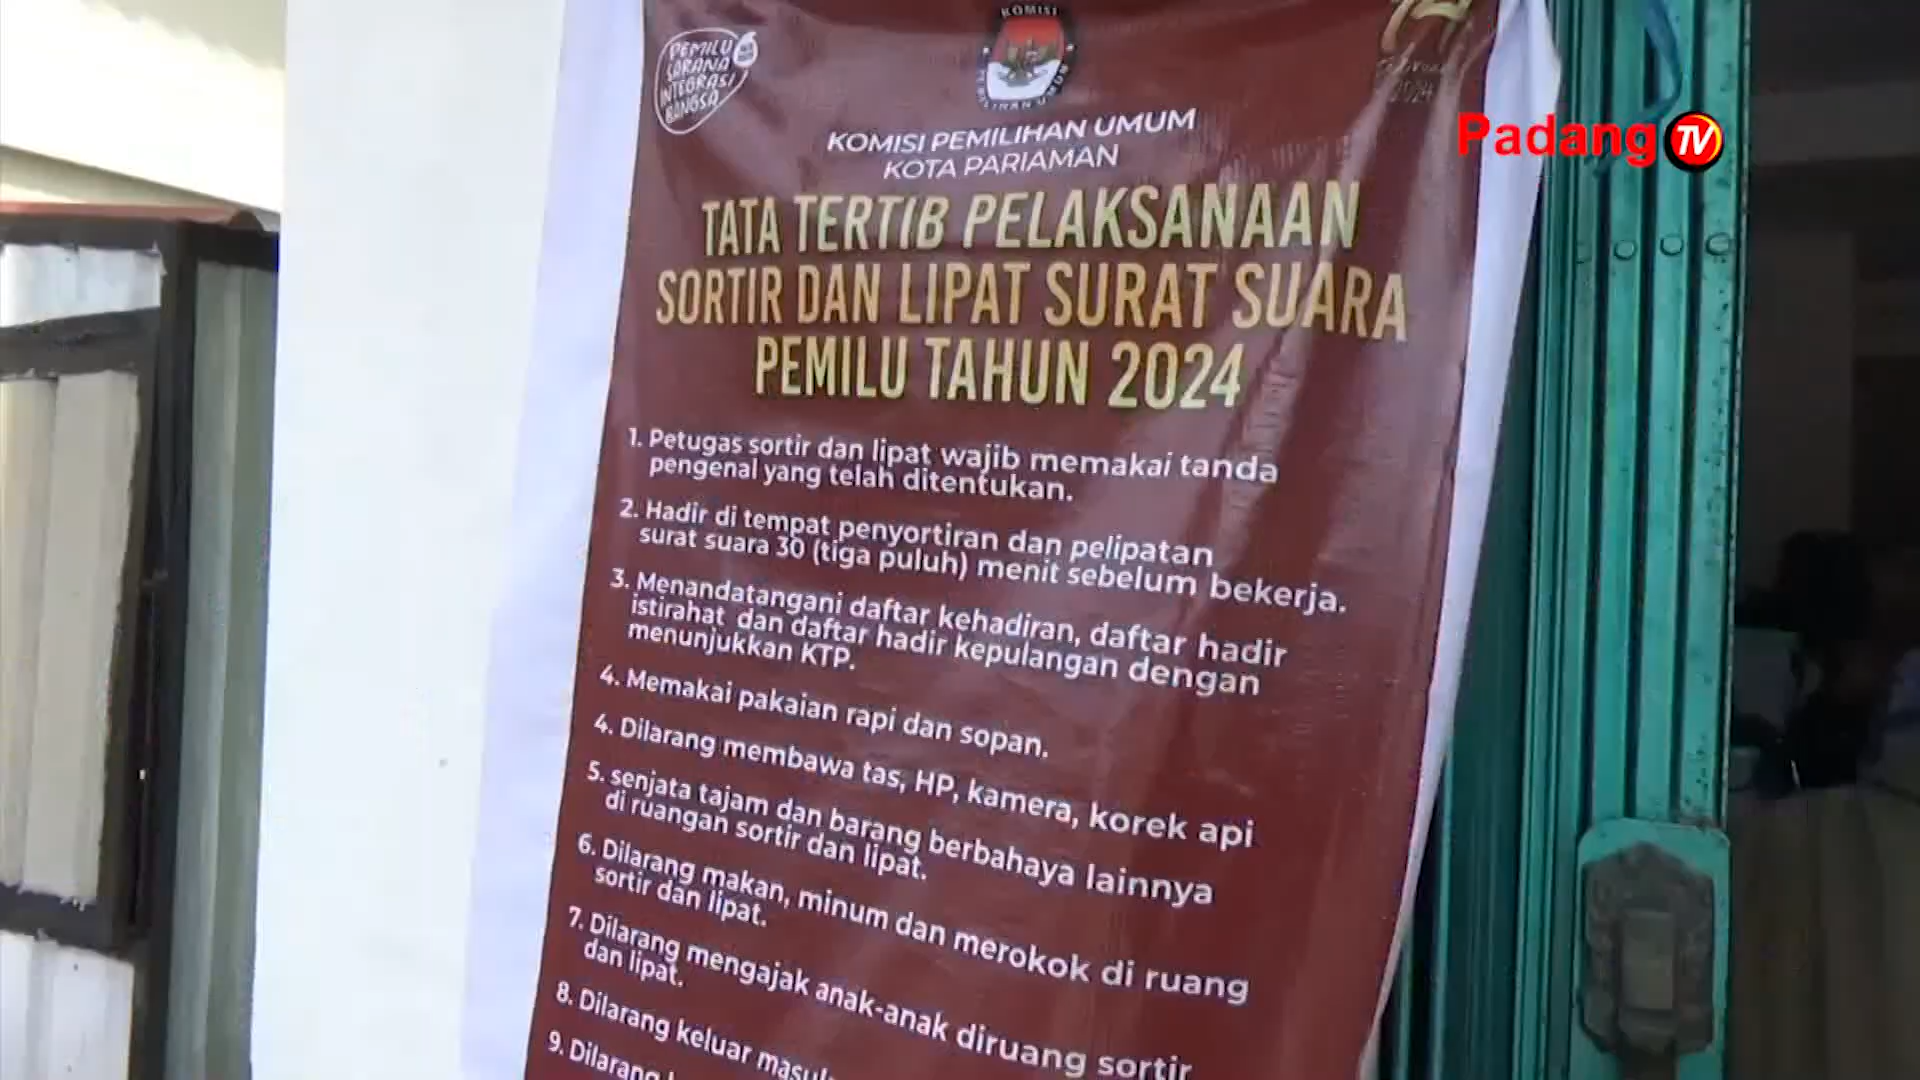 PEMILU
SARANA
INTEGRASI
BANGSA
KOMISI
PEMILIHAN UMUM
2024
Padang TV
KOMISI PEMILIHAN UMUM
KOTA PARIAMAN
TATA TERTIB PELAKSANAAN
SORTIR DAN LIPAT SURAT SUARA
PEMILU TAHUN 2024
1. Petugas sortir dan lipat wajib memakai tanda
pengenal yang telah ditentukan.
2. Hadir di tempat penyortiran dan pelipatan
surat suara 30 (tiga puluh) menit sebelum bekerja.
3. Menandatangani daftar kehadiran, daftar hadir
istirahat dan daftar hadir kepulangan dengan
menunjukkan KTP.
4. Memakai pakaian rapi dan sopan.
4. Dilarang membawa tas, HP, kamera, korek api
5. senjata tajam dan barang berbahaya lainnya
di ruangan sortir dan lipat.
6. Dilarang makan, minum dan merokok di ruang
sortir dan lipat.
7. Dilarang mengajak anak-anak diruang sortir
dan lipat.
8. Dilarang keluar masuk
9. Dilarang